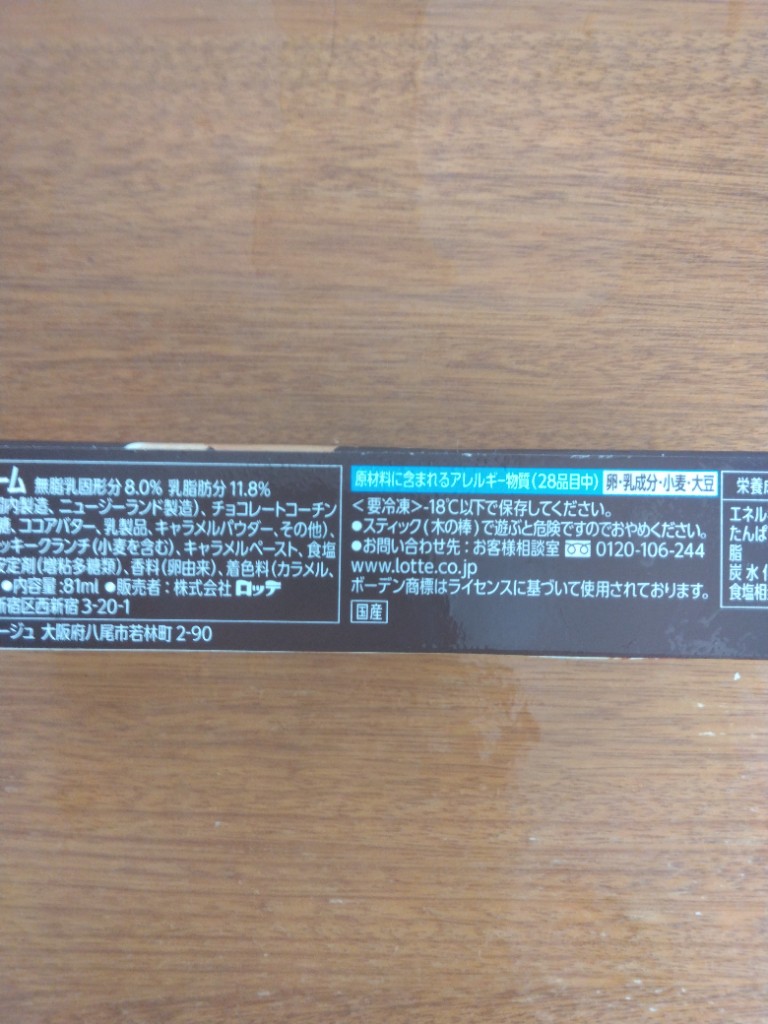 ーム 無脂乳固形分 8.0% 乳脂肪分 11.8%
国内製造、ニュージーランド製造)、チョコレートコーチン
糖、ココアバター、乳製品、キャラメルパウダー、その他)、
ッキークランチ(小麦を含む)、キャラメルペースト、食塩
安定剤(増粘多糖類)、香料(卵由来)、着色料(カラメル、
●内容量:81ml ●販売者:株式会社ロッテ
新宿区西新宿 3-20-1
ージュ 大阪府八尾市若林町 2-90
原材料に含まれるアレルギー物質(28品目中) 卵・乳成分・小麦・大豆
<要冷凍>-18℃以下で保存してください。
●スティック(木の棒)で遊ぶと危険ですのでおやめください。
●お問い合わせ先:お客様相談室 0120-106-244
www.lotte.co.jp
ボーデン商標はライセンスに基づいて使用されております。
国産
栄養成
エネル
たんぱ
脂
炭水化
食塩相